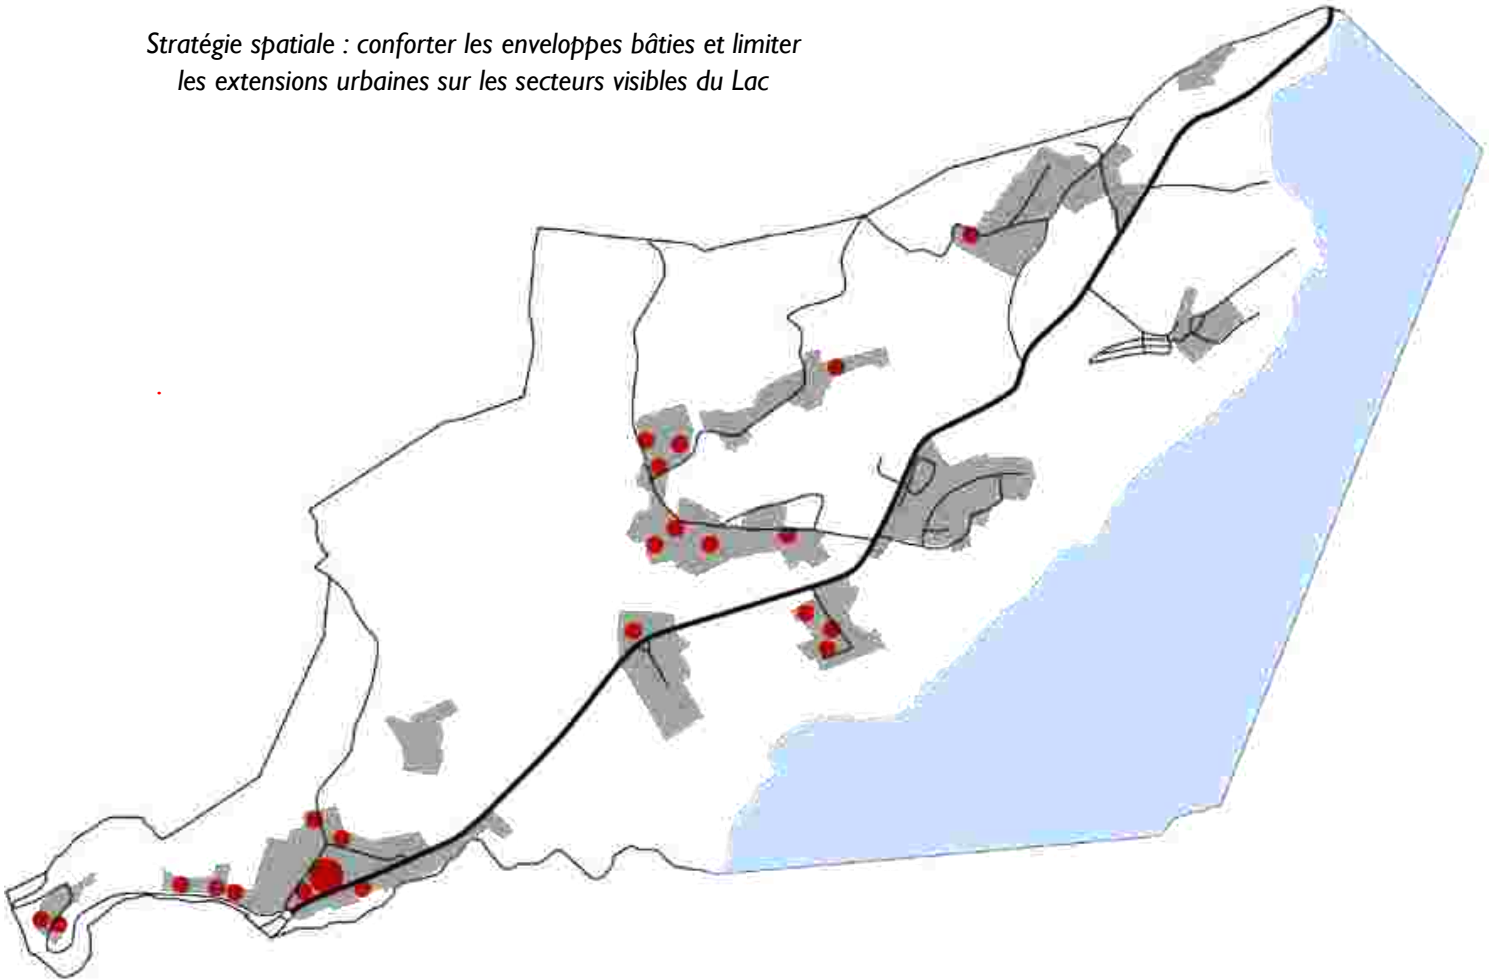 Stratégie spatiale : conforter les enveloppes bâties et limiter
les extensions urbaines sur les secteurs visibles du Lac